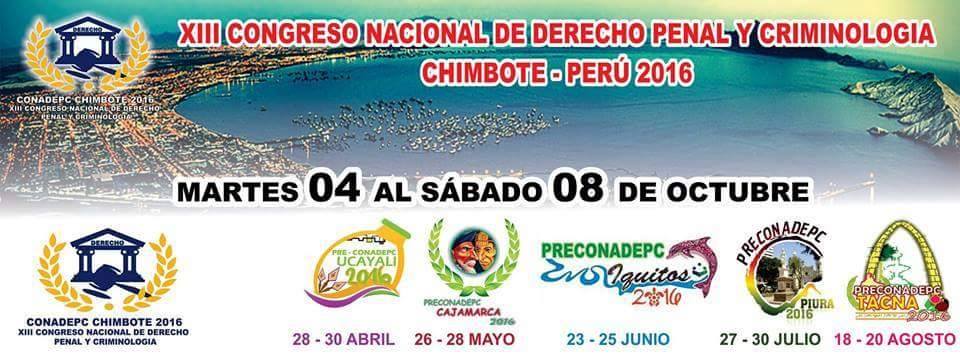 DERECHO
CONADEPC CHIMBOTE 2016
XIII CONGRESO NACIONAL DE DERECHO
PENAL Y CRIMINOLOGIA
XIII CONGRESO NACIONAL DE DERECHO PENAL Y CRIMINOLOGIA
CHIMBOTE - PERÚ 2016
MARTES 04 AL SÁBADO 08 DE OCTUBRE
DERECHO
CONADEPC CHIMBOTE 2016
XIII CONGRESO NACIONAL DE DERECHO
PENAL Y CRIMINOLOGIA
PRE - CONADEPC
UCAYALI
2016
28 - 30 ABRIL
PRECONADEPC
CAJAMARCA
2016
26 - 28 MAYO
PRECONADEPC
Iquitos
2016
23 - 25 JUNIO
PRECONADEPC
PIURA
2016
27 - 30 JULIO
PRECONADEPC
TACNA
2016
18 - 20 AGOSTO